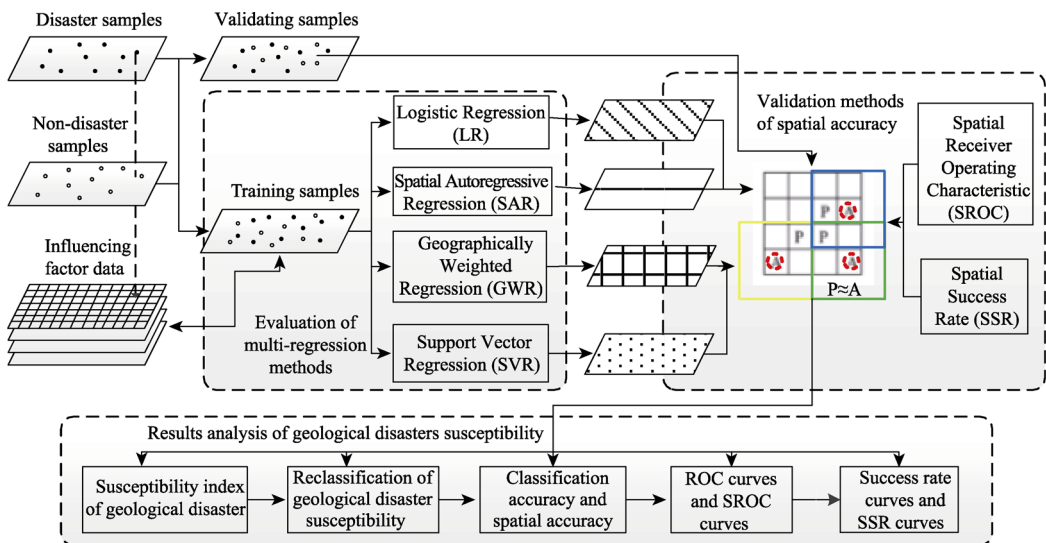 Disaster samples
Validating samples
Non-disaster
samples
Influencing
factor data
Training samples
Evaluation of
multi-regression
methods
Logistic Regression
(LR)
Spatial Autoregressive
Regression (SAR)
Geographically
Weighted
Regression (GWR)
Support Vector
Regression (SVR)
Validation methods
of spatial accuracy
P A
P P
A A
P≈A
Spatial
Receiver
Operating
Characteristic
(SROC)
Spatial
Success
Rate (SSR)
Results analysis of geological disasters susceptibility
Susceptibility index
of geological disaster
Reclassification of
geological disaster
susceptibility
Classification
accuracy and
spatial accuracy
ROC curves
and SROC
curves
Success rate
curves and
SSR curves